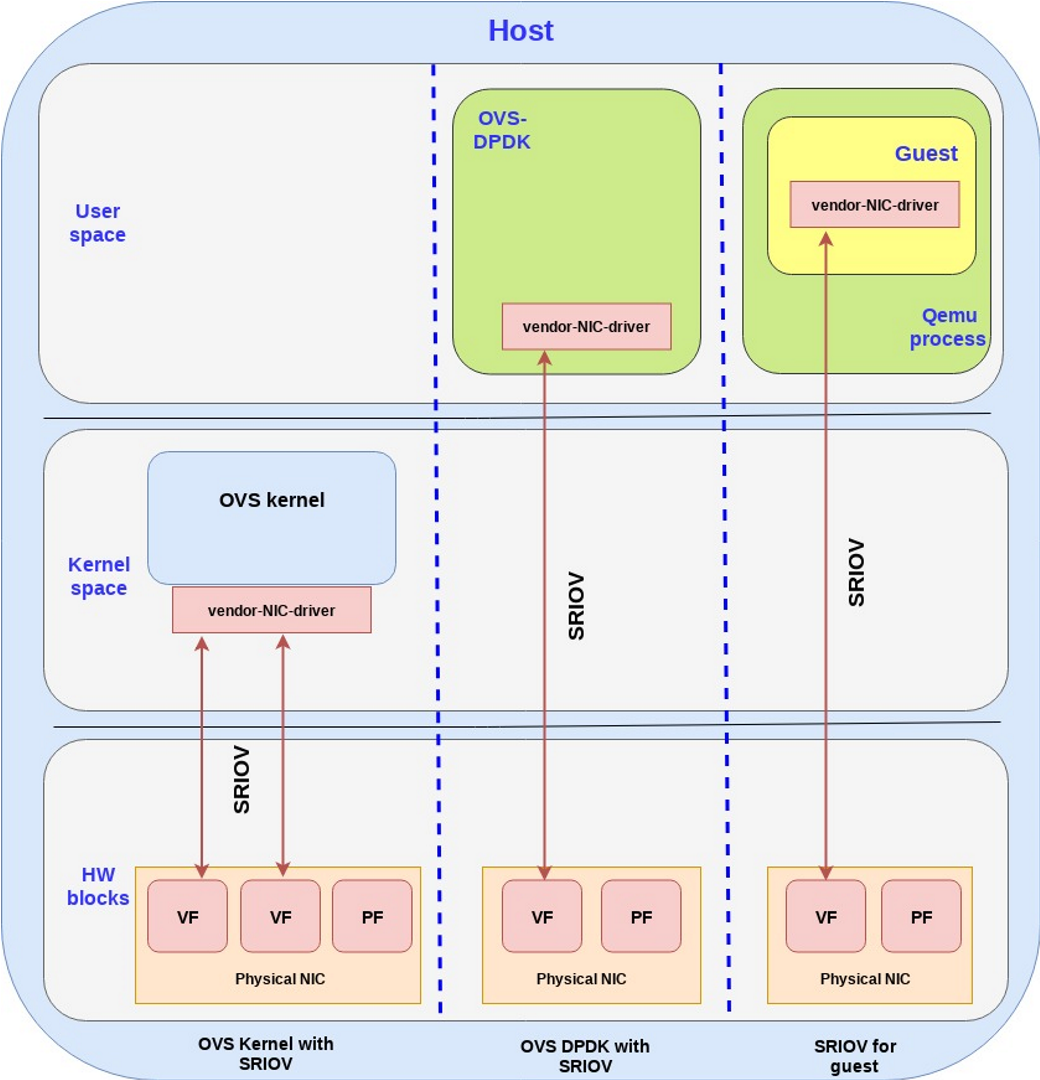 Host
OVS-
DPDK
Guest
vendor-NIC-driver
User
space
Qemu
process
vendor-NIC-driver
OVS kernel
Kernel
space
vendor-NIC-driver
SRIOV
SRIOV
SRIOV
HW
blocks
VF
VF
PF
Physical NIC
VF
PF
Physical NIC
VF
PF
Physical NIC
OVS Kernel with
SRIOV
OVS DPDK with
SRIOV
SRIOV for
guest